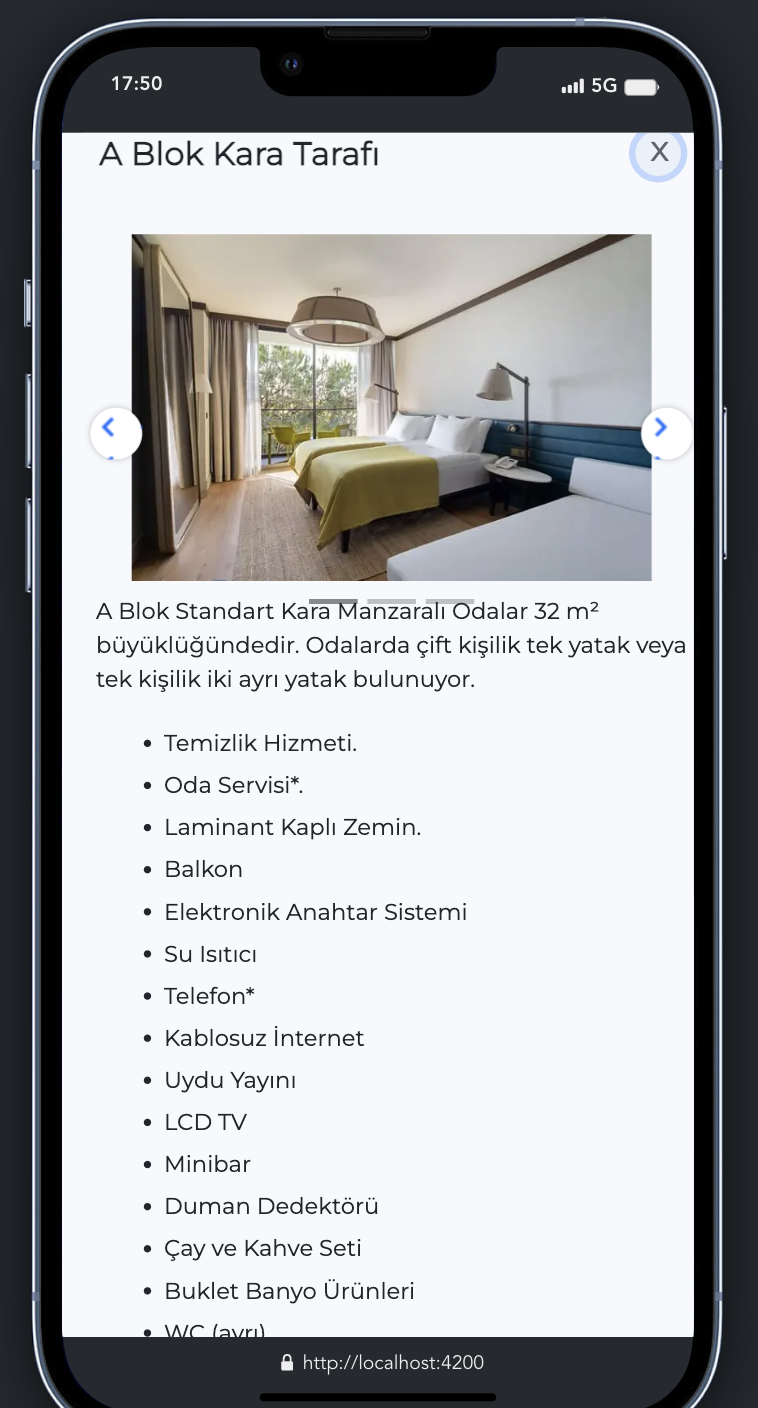 17:50
5G
A Blok Kara Tarafı
X
A Blok Standart Kara Manzaralı Odalar 32 m²
büyüklüğündedir. Odalarda çift kişilik tek yatak veya
tek kişilik iki ayrı yatak bulunuyor.
• Temizlik Hizmeti.
• Oda Servisi*.
• Laminant Kaplı Zemin.
• Balkon
• Elektronik Anahtar Sistemi
• Su Isıtıcı
• Telefon*
• Kablosuz İnternet
• Uydu Yayını
• LCD TV
• Minibar
• Duman Dedektörü
• Çay ve Kahve Seti
• Buklet Banyo Ürünleri
• WC (ayrı)
http://localhost:4200